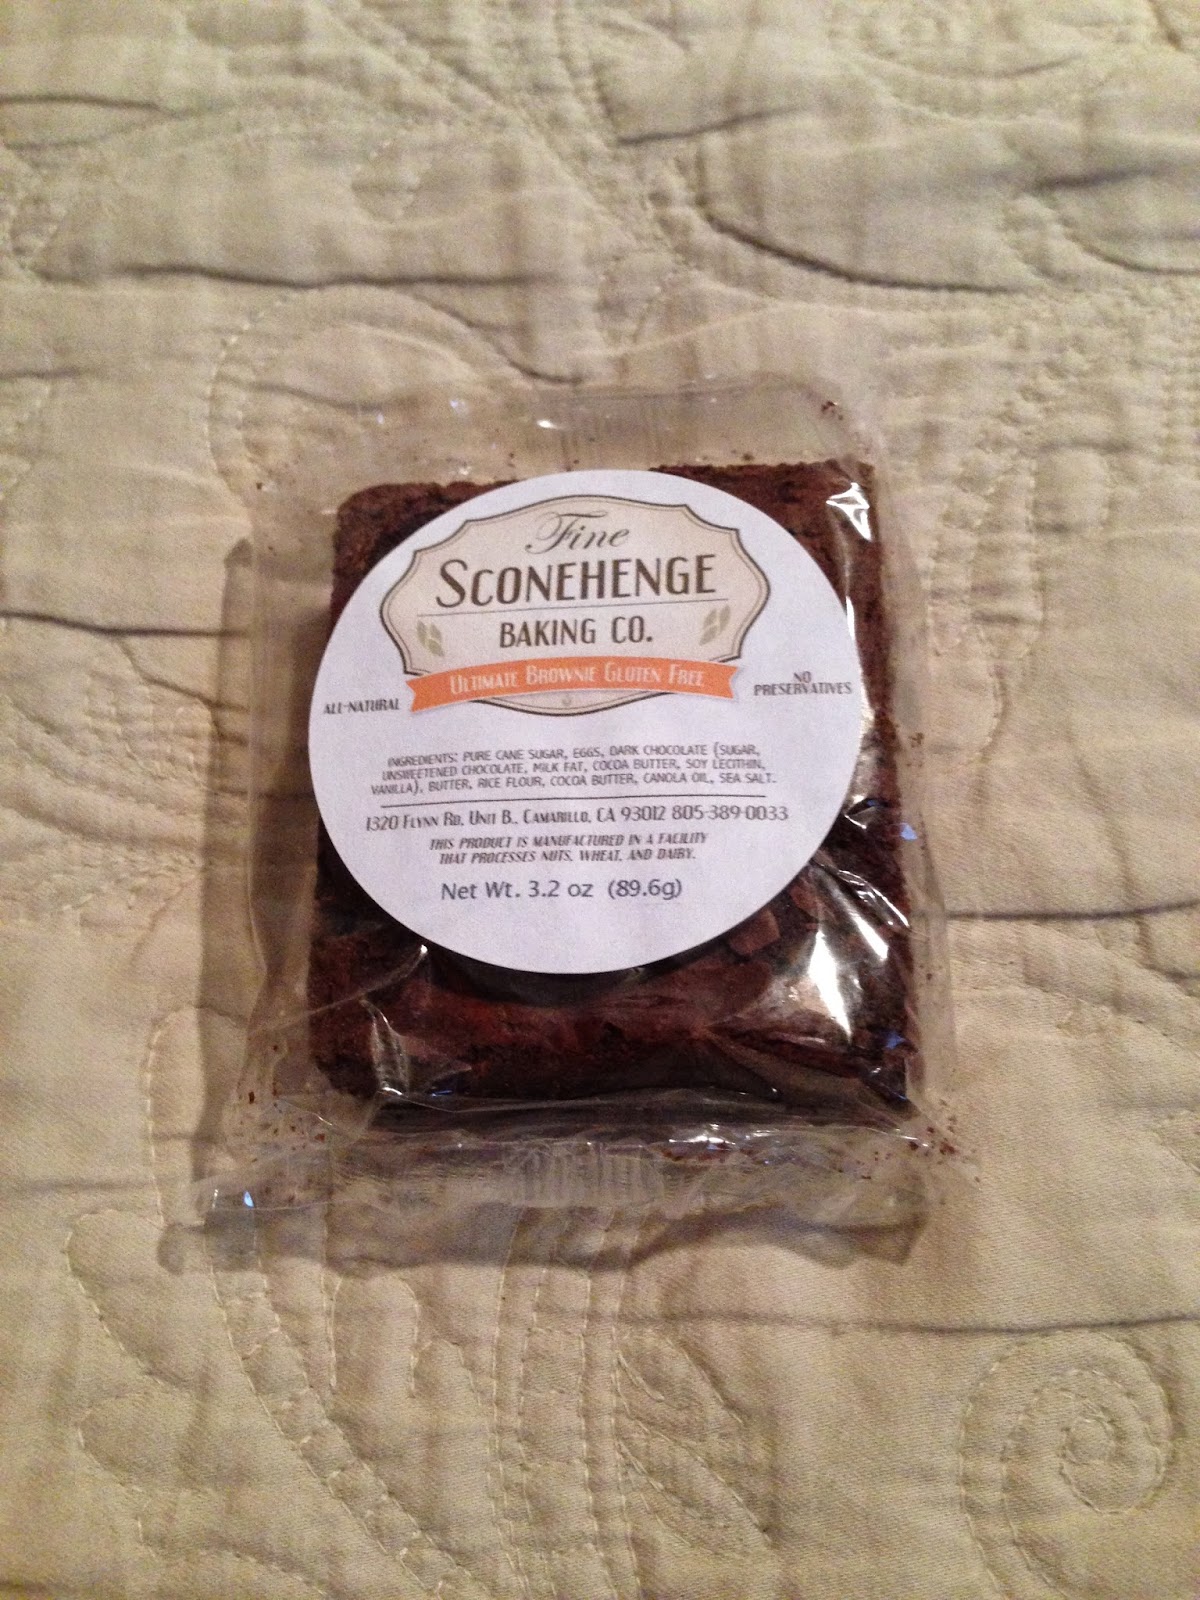 Fine
SCONEHENGE
BAKING CO.
ULTIMATE BROWNIE GLUTEN FREE
ALL-NATURAL
NO
PRESERVATIVES
INGREDIENTS: PURE CANE SUGAR, EGGS, DARK CHOCOLATE (SUGAR,
UNSWEETENED CHOCOLATE, MILK FAT, COCOA BUTTER, SOY LECITHIN,
VANILLA), BUTTER, RICE FLOUR, COCOA BUTTER, CANOLA OIL, SEA SALT.
1320 FLYNN RD, UNIT B., CAMARILLO, CA 93012 805-389-0033
THIS PRODUCT IS MANUFACTURED IN A FACILITY
THAT PROCESSES NUTS, WHEAT, AND DAIRY.
Net Wt. 3.2 oz (89.6g)